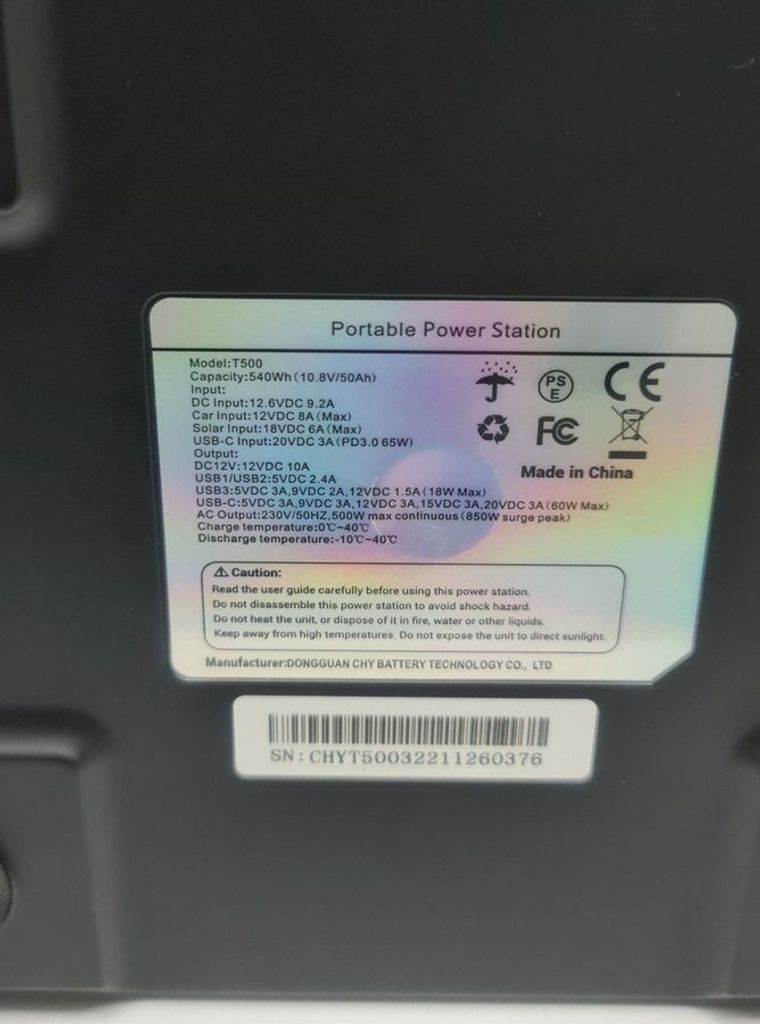 Portable Power Station
Model:T500
Capacity:540Wh(10.8V/50Ah)
Input:
DC Input:12.6VDC 9.2A
Car Input:12VDC 8A(Max)
Solar Input:18VDC 6A(Max)
USB-C Input:20VDC 3A(PD3.0 65W)
Output:
DC12V:12VDC 10A
USB1/USB2:5VDC 2.4A
USB3:5VDC 3A,9VDC 2A,12VDC 1.5A(18W Max)
USB-C:5VDC 3A,9VDC 3A,12VDC 3A,15VDC 3A,20VDC 3A(60W Max)
AC Output:230V/50HZ,500W max continuous(850W surge peak)
Charge temperature:0℃~40℃
Discharge temperature:-10℃~40℃
PS
E
CE
FC
Made in China
Caution:
Read the user guide carefully before using this power station.
Do not disassemble this power station to avoid shock hazard.
Do not heat the unit, or dispose of it in fire, water or other liquids.
Keep away from high temperatures. Do not expose the unit to direct sunlight.
Manufacturer:DONGGUAN CHY BATTERY TECHNOLOGY CO., LTD
SN:CHYT50032211260376